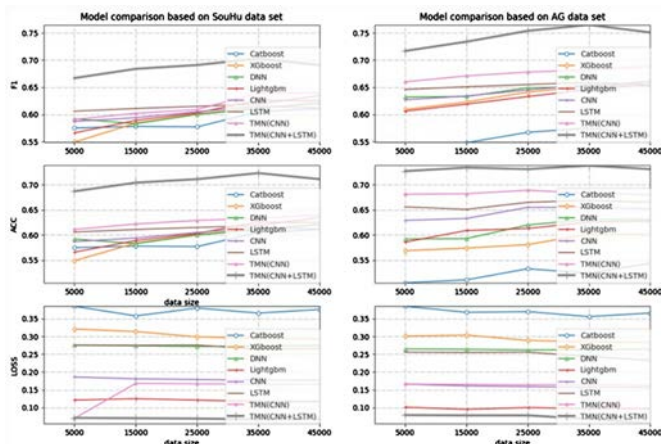 Model comparison based on SouHu data set
Model comparison based on AG data set
F1
0.75
0.70
0.65
0.60
0.55
5000
15000
25000
35000
45000
Catboost
XGboost
DNN
Lightgbm
CNN
LSTM
TMN(CNN)
TMN(CNN+LSTM)
0.75
0.70
0.65
0.60
0.55
5000
15000
25000
35000
45000
Catboost
XGboost
DNN
Lightgbm
CNN
LSTM
TMN(CNN)
TMN(CNN+LSTM)
ACC
0.70
0.65
0.60
0.55
5000
15000
25000
35000
45000
data size
Catboost
XGboost
DNN
Lightgbm
CNN
LSTM
TMN(CNN)
TMN(CNN+LSTM)
0.70
0.65
0.60
0.55
5000
15000
25000
35000
45000
Catboost
XGboost
DNN
Lightgbm
CNN
LSTM
TMN(CNN)
TMN(CNN+LSTM)
LOSS
0.35
0.30
0.25
0.20
0.15
0.10
5000
15000
25000
35000
45000
data size
Catboost
XGboost
DNN
Lightgbm
CNN
LSTM
TMN(CNN)
TMN(CNN+LSTM)
0.35
0.30
0.25
0.20
0.15
0.10
5000
15000
25000
35000
45000
data size
Catboost
XGboost
DNN
Lightgbm
CNN
LSTM
TMN(CNN)
TMN(CNN+LSTM)